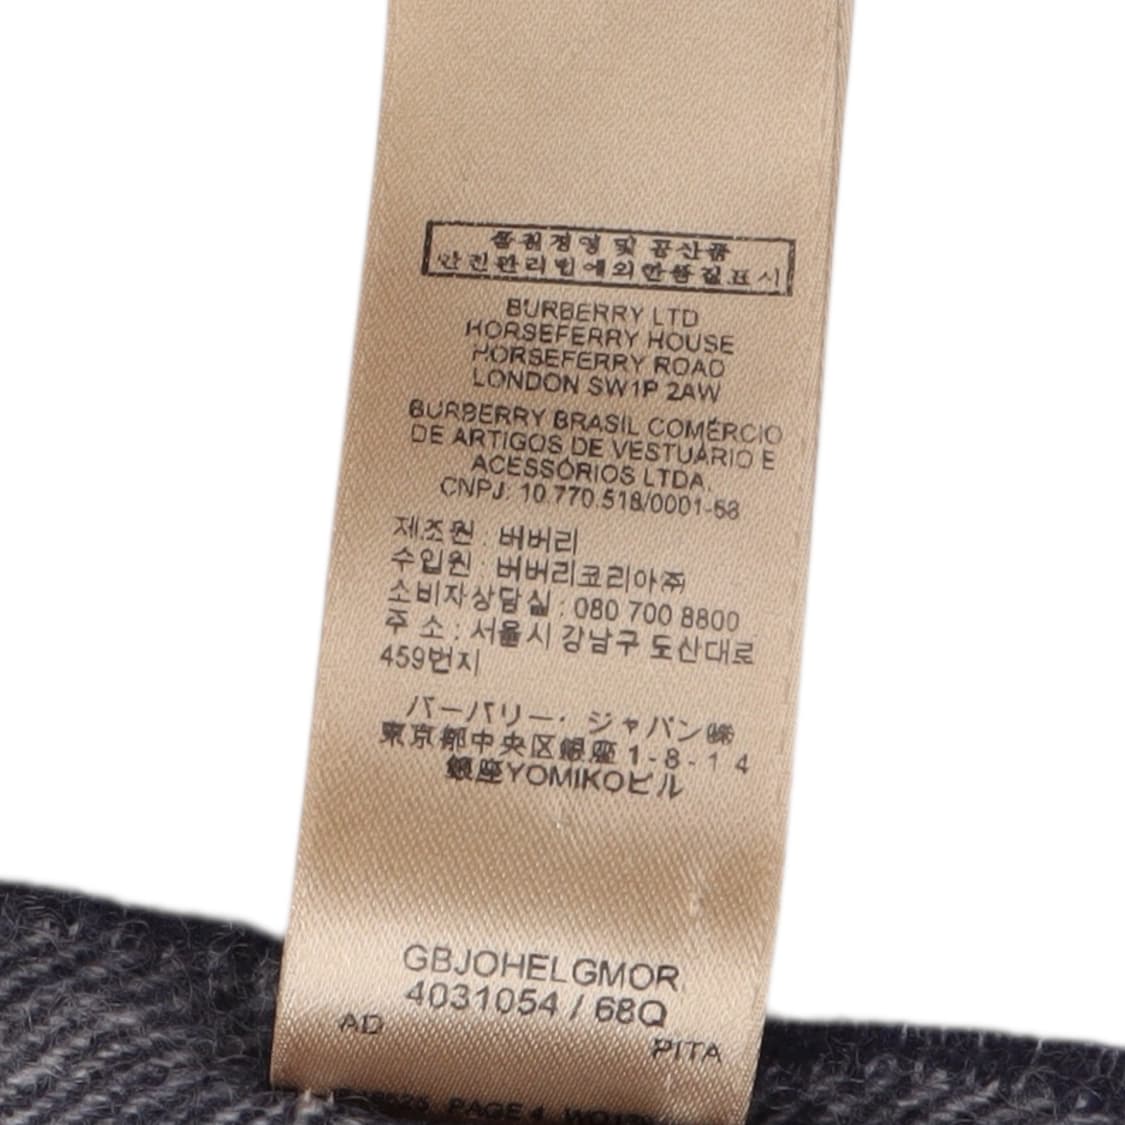 품질경영 및 공산품
안전관리법에의한품질표시
BURBERRY LTD
HORSEFERRY HOUSE
HORSEFERRY ROAD
LONDON SW1P 2AW
BURBERRY BRASIL COMÉRCIO
DE ARTIGOS DE VESTUÁRIO E
ACESSÓRIOS LTDA.
CNPJ: 10.770.518/0001-68
제조원 : 버버리
수입원 : 버버리코리아㈜
소비자상담실 : 080 700 8800
주 소 : 서울시 강남구 도산대로
459번지
バーバリー・ジャパン㈱
東京都中央区銀座 1-8-1 4
銀座YOMIKOビル
GBJOHELGMOR
4031054 / 68Q
AD
PITA
PAGE 4